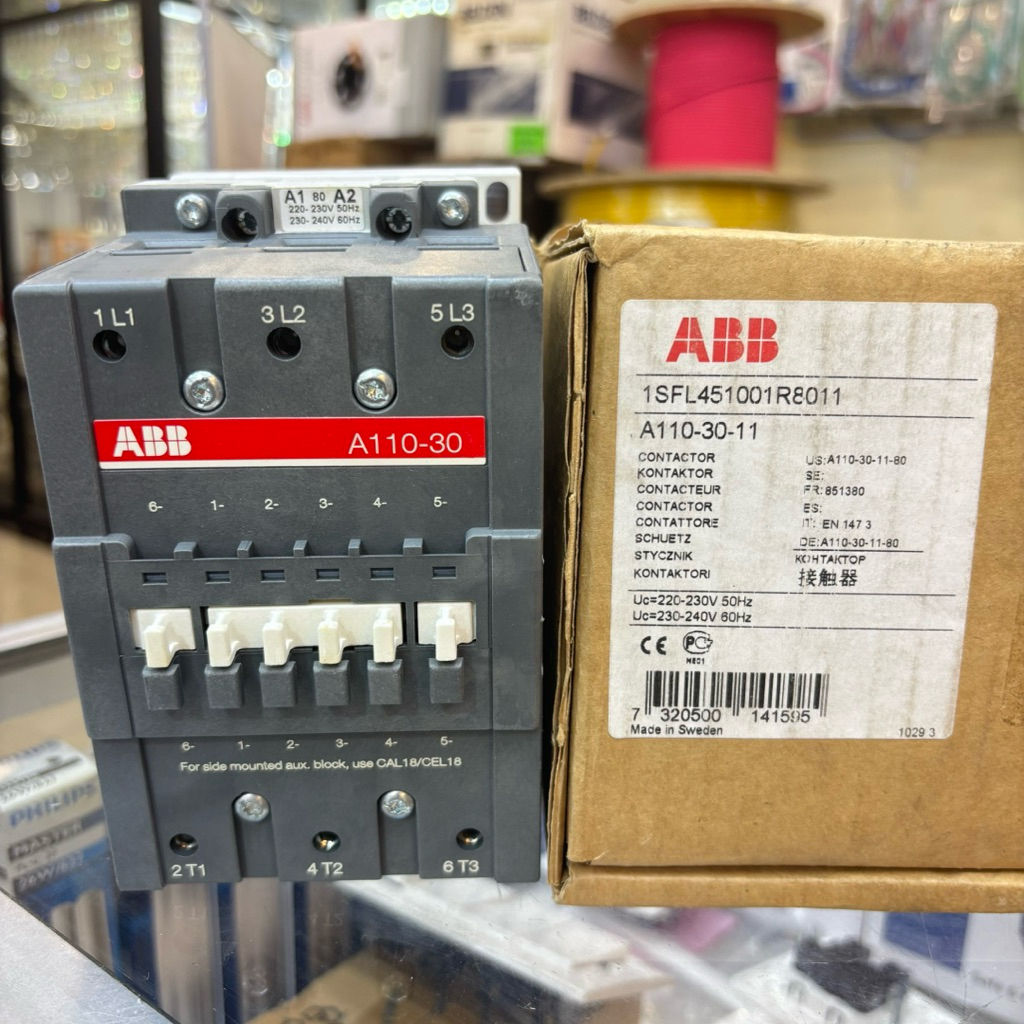 A1 80 A2
220-230V 50Hz
230-240V 60Hz
1 L1 3 L2 5 L3
ABB A110-30
6- 1- 2- 3- 4- 5-
6- 1- 2- 3- 4- 5-
For side mounted aux. block, use CAL18/CEL18
2 T1 4 T2 6 T3
ABB
1SFL451001R8011
A110-30-11
CONTACTOR US:A110-30-11-80
KONTAKTOR SE:
CONTACTEUR FR:851380
CONTACTOR ES:
CONTATTORE IT: EN 147 3
SCHUETZ DE:A110-30-11-80
STYCZNIK КОНТАКТОР
KONTAKTORI 接触器
Uc=220-230V 50Hz
Uc=230-240V 60Hz
CE
7 320500 141595
Made in Sweden 1029 3
PHILIPS
MASTER